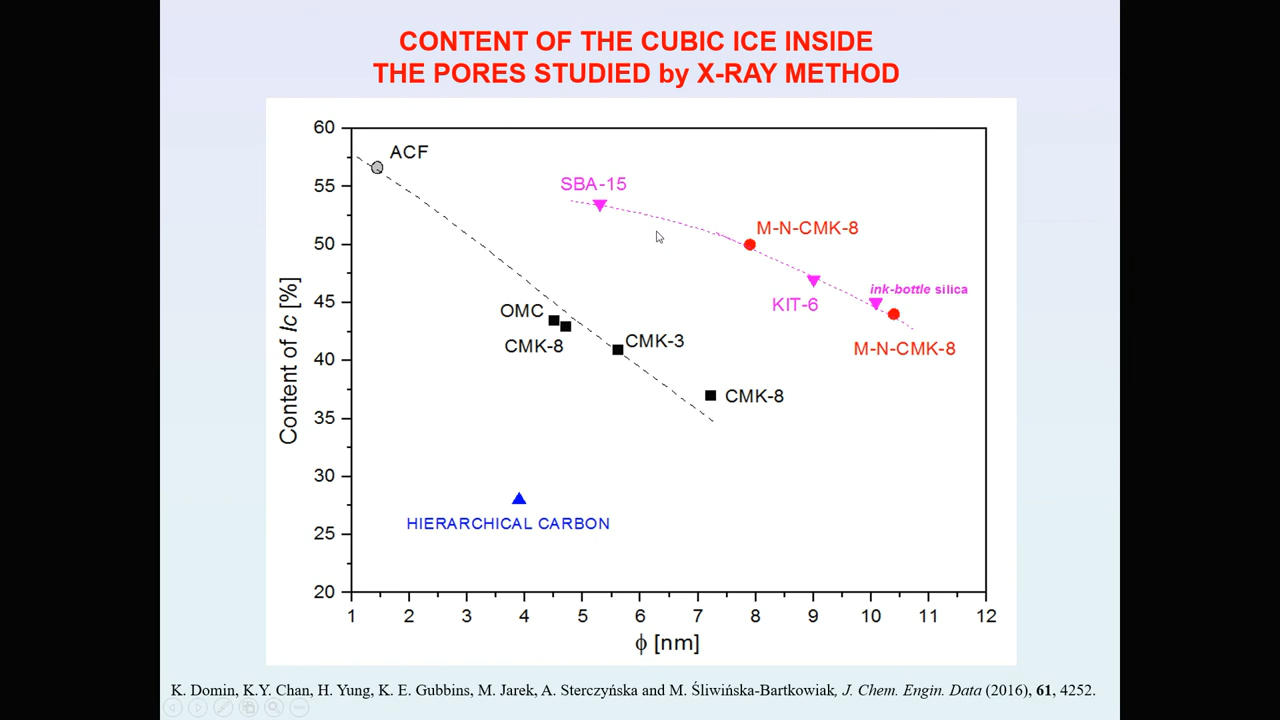 CONTENT OF THE CUBIC ICE INSIDE
THE PORES STUDIED by X-RAY METHOD
60
55
50
45
40
35
30
25
20
Content of Ic [%]
ACF
SBA-15
M-N-CMK-8
ink-bottle silica
KIT-6
OMC
CMK-8
CMK-3
M-N-CMK-8
CMK-8
HIERARCHICAL CARBON
1 2 3 4 5 6 7 8 9 10 11 12
ϕ [nm]
K. Domin, K.Y. Chan, H. Yung, K. E. Gubbins, M. Jarek, A. Sterczyńska and M. Śliwińska-Bartkowiak, J. Chem. Engin. Data (2016), 61, 4252.